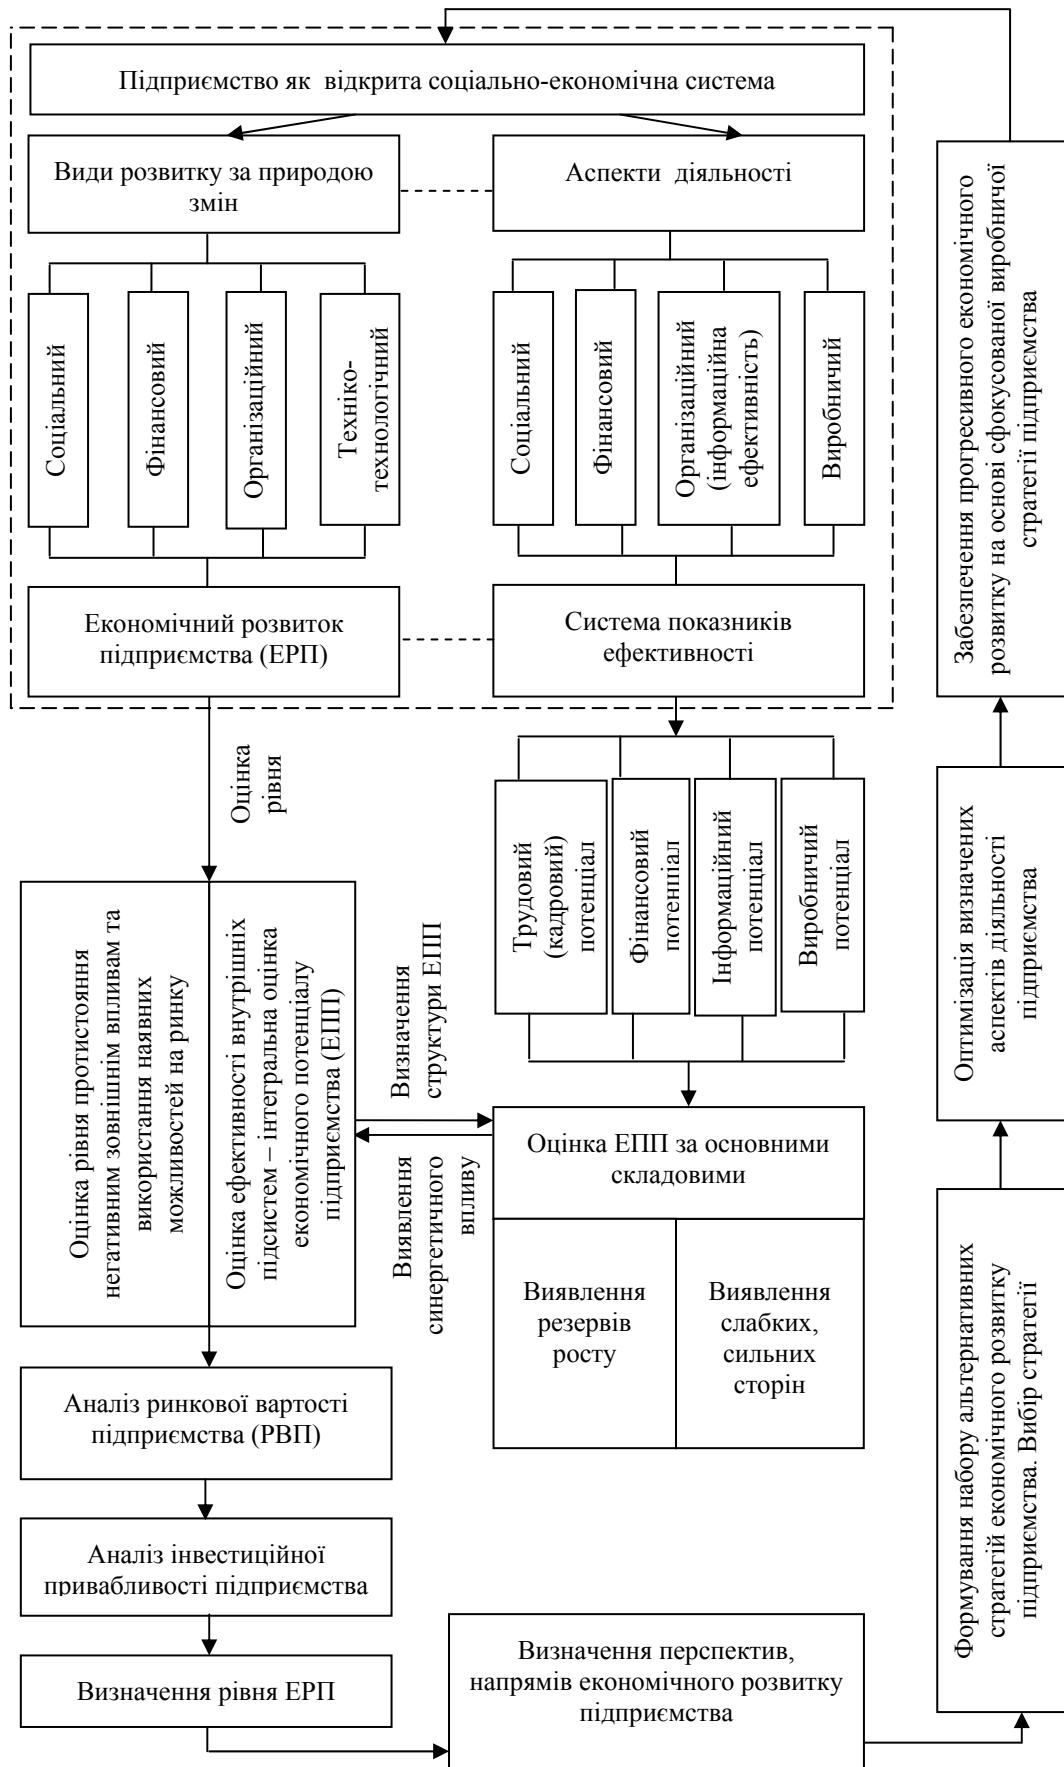 Підприємство як відкрита соціально-економічна система
Види розвитку за природою
змін
Аспекти діяльності
Соціальний
Фінансовий
Організаційний
Техніко-
технологічний
Соціальний
Фінансовий
Організаційний
(інформаційна
ефективність)
Виробничий
Економічний розвиток
підприємства (ЕРП)
Система показників
ефективності
Оцінка
рівня
Трудовий
(кадровий)
потенціал
Фінансовий
потенціал
Інформаційний
потенціал
Виробничий
потенціал
Оцінка рівня протистояння
негативним зовнішнім впливам та
використання наявних
можливостей на ринку
Оцінка ефективності внутрішніх
підсистем – інтегральна оцінка
економічного потенціалу
підприємства (ЕПП)
Визначення
структури ЕПП
Виявлення
синергетичного
впливу
Оцінка ЕПП за основними
складовими
Виявлення
резервів
росту
Виявлення
слабких,
сильних
сторін
Аналіз ринкової вартості
підприємства (РВП)
Аналіз інвестиційної
привабливості підприємства
Визначення рівня ЕРП
Визначення перспектив,
напрямів економічного розвитку
підприємства
Формування набору альтернативних
стратегій економічного розвитку
підприємства. Вибір стратегії
Оптимізація визначених
аспектів діяльності
підприємства
Забезпечення прогресивного економічного
розвитку на основі сфокусованої виробничої
стратегії підприємства